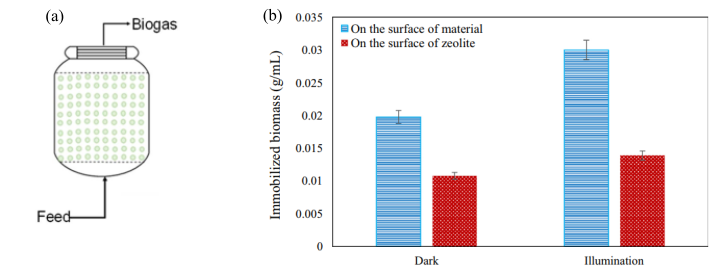 (a)
Biogas
Feed
(b)
Immobilized biomass (g/mL)
0.035
0.03
0.025
0.02
0.015
0.01
0.005
0
On the surface of material
On the surface of zeolite
Dark
Illumination